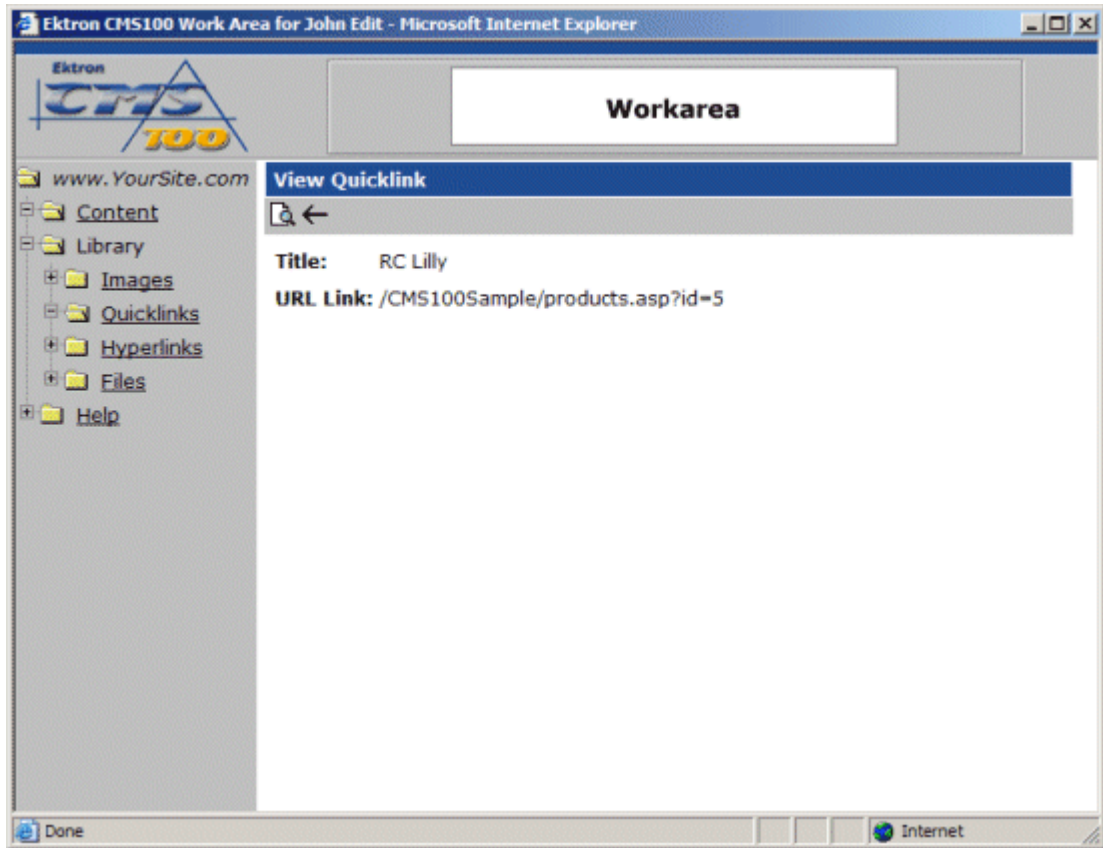 Ektron CMS100 Work Area for John Edit - Microsoft Internet Explorer
Ektron
CMS
100
Workarea
www.YourSite.com
Content
Library
Images
Quicklinks
Hyperlinks
Files
Help
View Quicklink
Title: RC Lilly
URL Link: /CMS100Sample/products.asp?id=5
Done
Internet